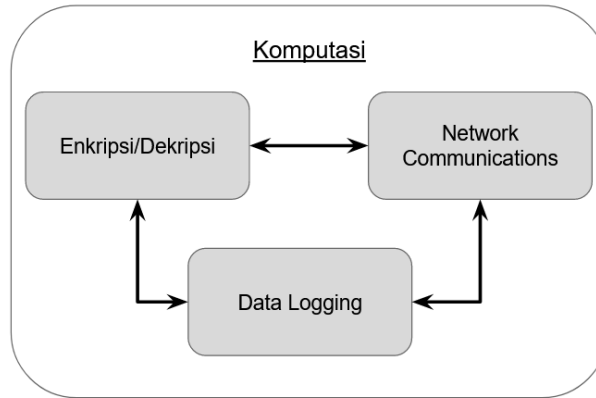 Komputasi
Enkripsi/Dekripsi
Network
Communications
Data Logging